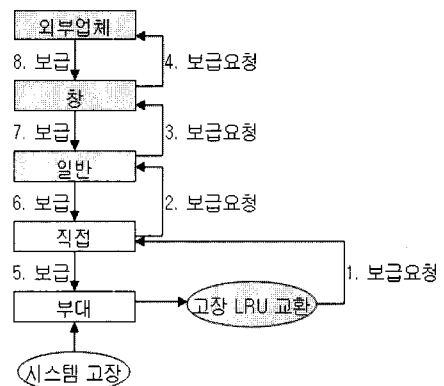 외부업체
8. 보급
4. 보급요청
창
7. 보급
3. 보급요청
일반
6. 보급
2. 보급요청
직접
5. 보급
1. 보급요청
부대
고장 LRU 교환
시스템 고장